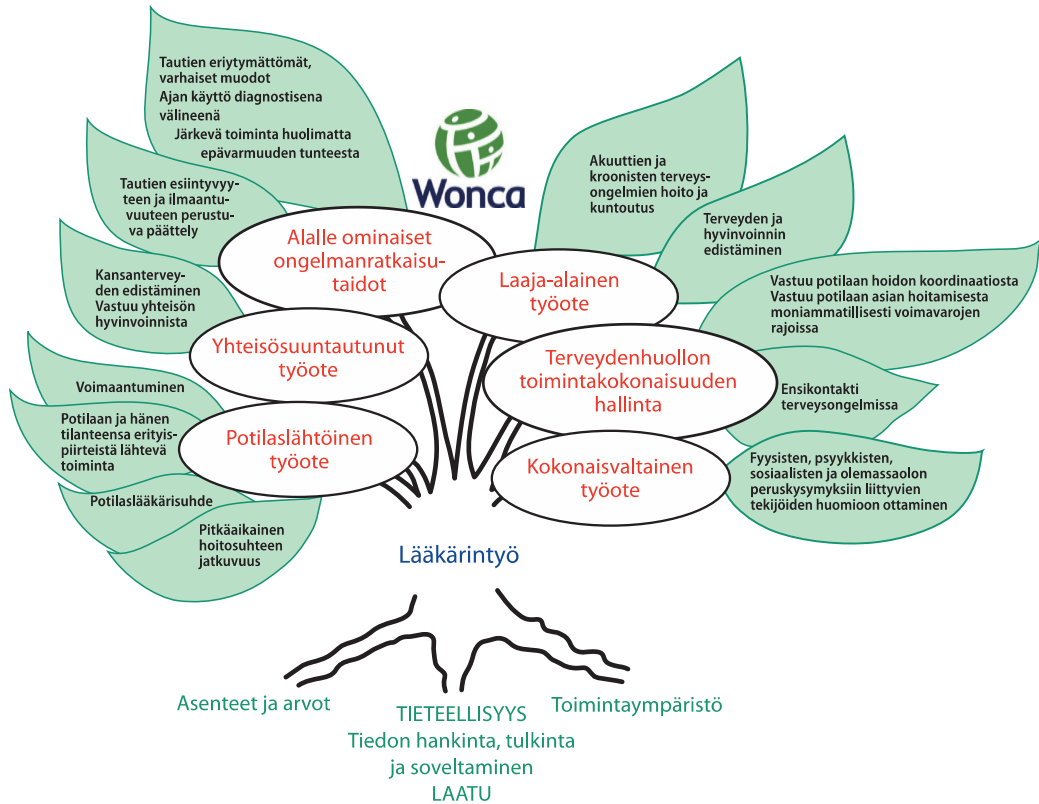 Tautien eriytymättömät,
varhaiset muodot
Ajan käyttö diagnostisena
välineenä
Järkevä toiminta huolimatta
epävarmuuden tunteesta
Tautien esiintyvyy-
teen ja ilmaantu-
vuuteen perustu-
va päättely
Kansantervey-
den edistäminen
Vastuu yhteisön
hyvinvoinnista
Voimaantuminen
Potilaan ja hänen
tilanteensa erityis-
piirteistä lähtevä
toiminta
Potilaslääkärisuhde
Pitkäaikainen
hoitosuhteen
jatkuvuus
Wonca
Alalle ominaiset
ongelmanratkaisu-
taidot
Yhteisösuuntautunut
työote
Potilaslähtöinen
työote
Laaja-alainen
työote
Terveydenhuollon
toimintakokonaisuuden
hallinta
Kokonaisvaltainen
työote
Akuuttien ja
kroonisten terveys-
ongelmien hoito ja
kuntoutus
Terveyden ja
hyvinvoinnin
edistäminen
Vastuu potilaan hoidon koordinaatiosta
Vastuu potilaan asian hoitamisesta
moniammatillisesti voimavarojen
rajoissa
Ensikontakti
terveysongelmissa
Fyysisten, psyykkisten,
sosiaalisten ja olemassaolon
peruskysymyksiin liittyvien
tekijöiden huomioon ottaminen
Lääkärintyö
Asenteet ja arvot
TIETEELLISYYS
Tiedon hankinta, tulkinta
ja soveltaminen
LAATU
Toimintaympäristö